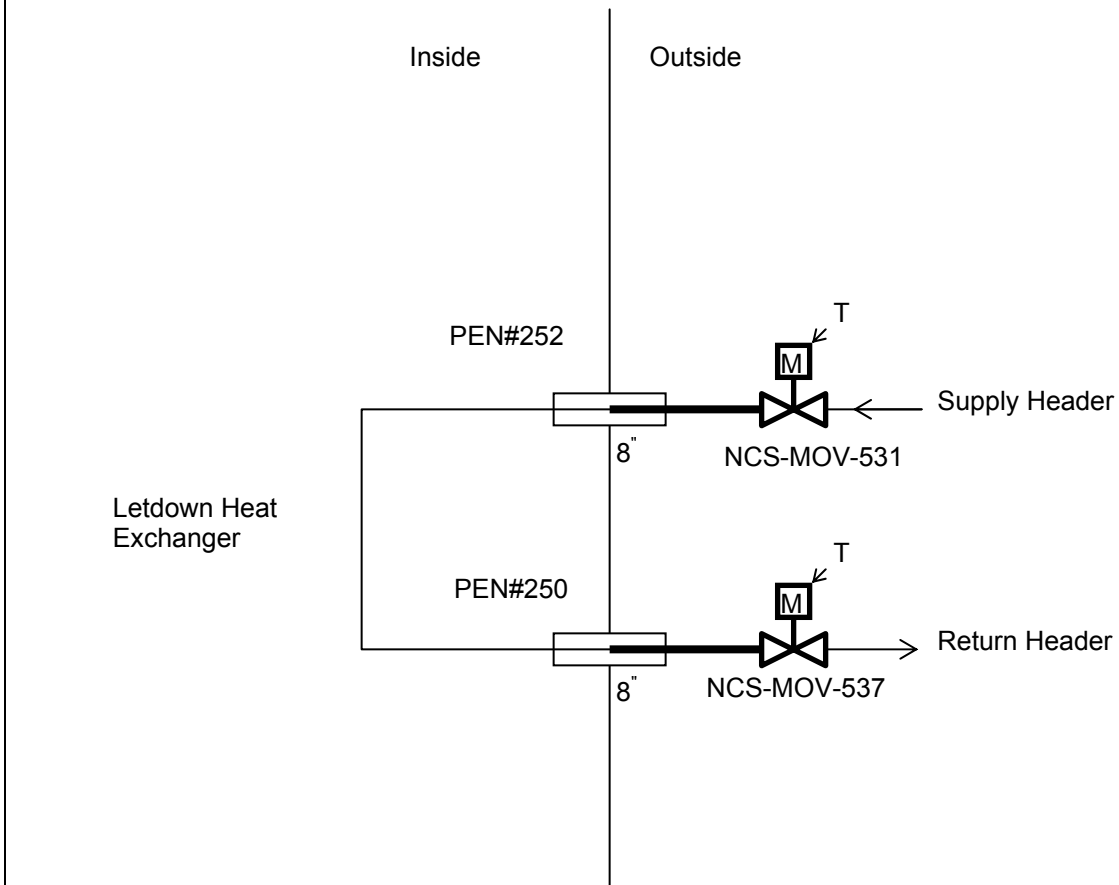 Inside
Outside
T
PEN#252
M
Supply Header
8"
NCS-MOV-531
Letdown Heat
Exchanger
T
PEN#250
M
Return Header
8"
NCS-MOV-537